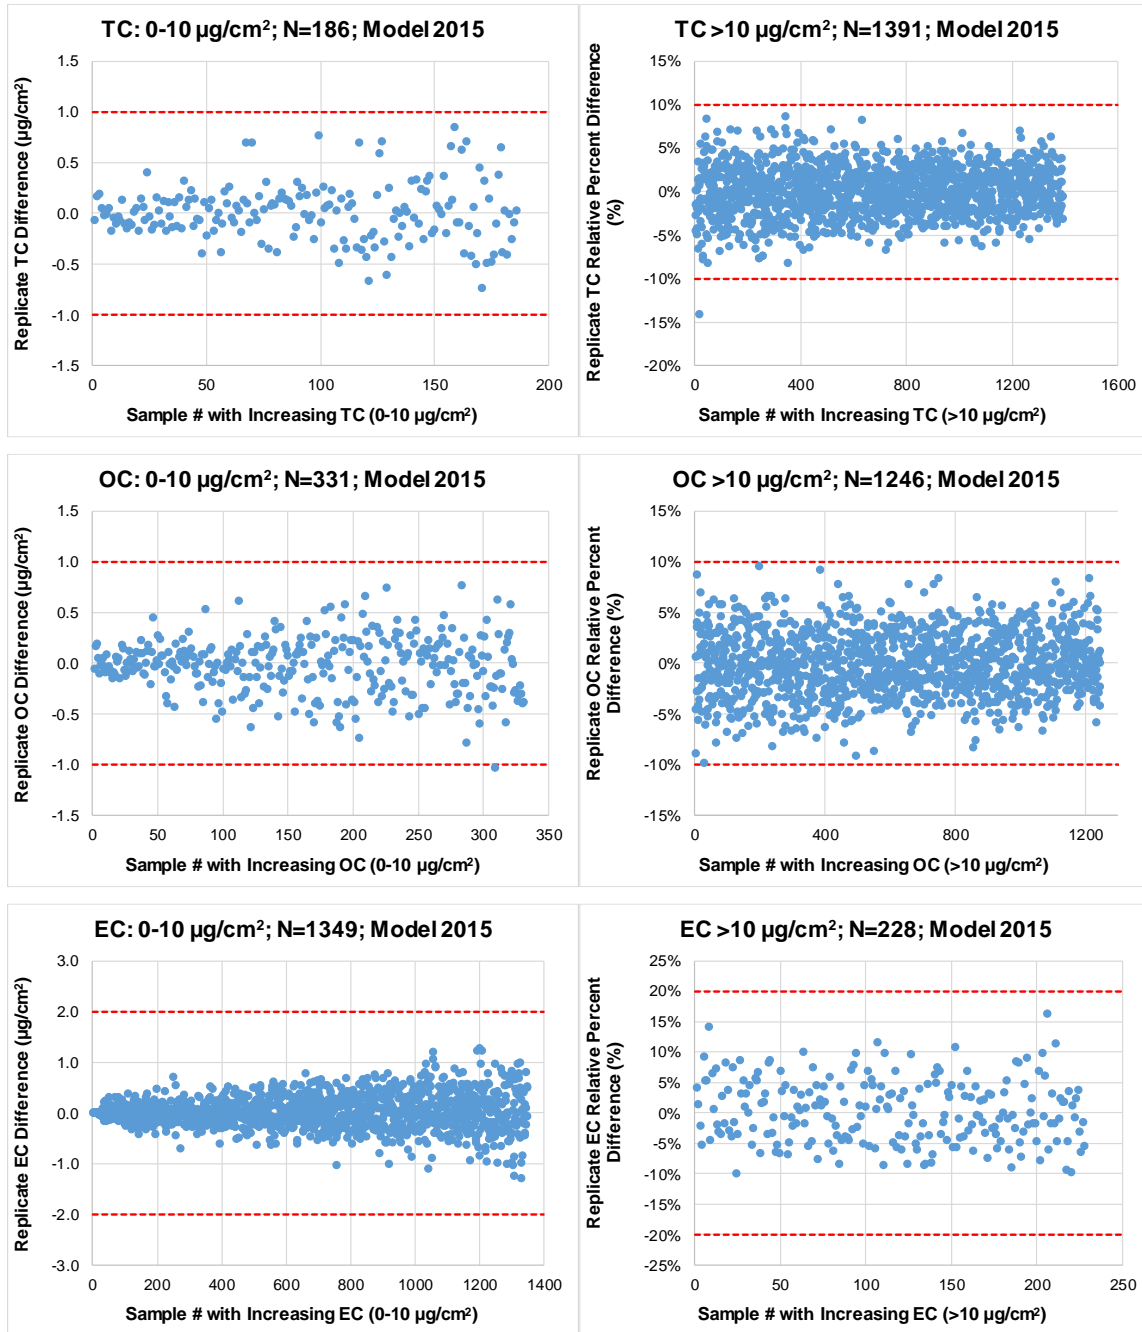 TC: 0-10 µg/cm²; N=186; Model 2015
Replicate TC Difference (µg/cm²)
1.5
1.0
0.5
0.0
-0.5
-1.0
-1.5
0 50 100 150 200
Sample # with Increasing TC (0-10 µg/cm²)
TC >10 µg/cm²; N=1391; Model 2015
Replicate TC Relative Percent Difference
(%)
15%
10%
5%
0%
-5%
-10%
-15%
-20%
0 400 800 1200 1600
Sample # with Increasing TC (>10 µg/cm²)
OC: 0-10 µg/cm²; N=331; Model 2015
Replicate OC Difference (µg/cm²)
1.5
1.0
0.5
0.0
-0.5
-1.0
-1.5
0 50 100 150 200 250 300 350
Sample # with Increasing OC (0-10 µg/cm²)
OC >10 µg/cm²; N=1246; Model 2015
Replicate OC Relative Percent
Difference (%)
15%
10%
5%
0%
-5%
-10%
-15%
0 400 800 1200
Sample # with Increasing OC (>10 µg/cm²)
EC: 0-10 µg/cm²; N=1349; Model 2015
Replicate EC Difference (µg/cm²)
3.0
2.0
1.0
0.0
-1.0
-2.0
-3.0
0 200 400 600 800 1000 1200 1400
Sample # with Increasing EC (0-10 µg/cm²)
EC >10 µg/cm²; N=228; Model 2015
Replicate EC Relative Percent
Difference (%)
25%
20%
15%
10%
5%
0%
-5%
-10%
-15%
-20%
-25%
0 50 100 150 200 250
Sample # with Increasing EC (>10 µg/cm²)